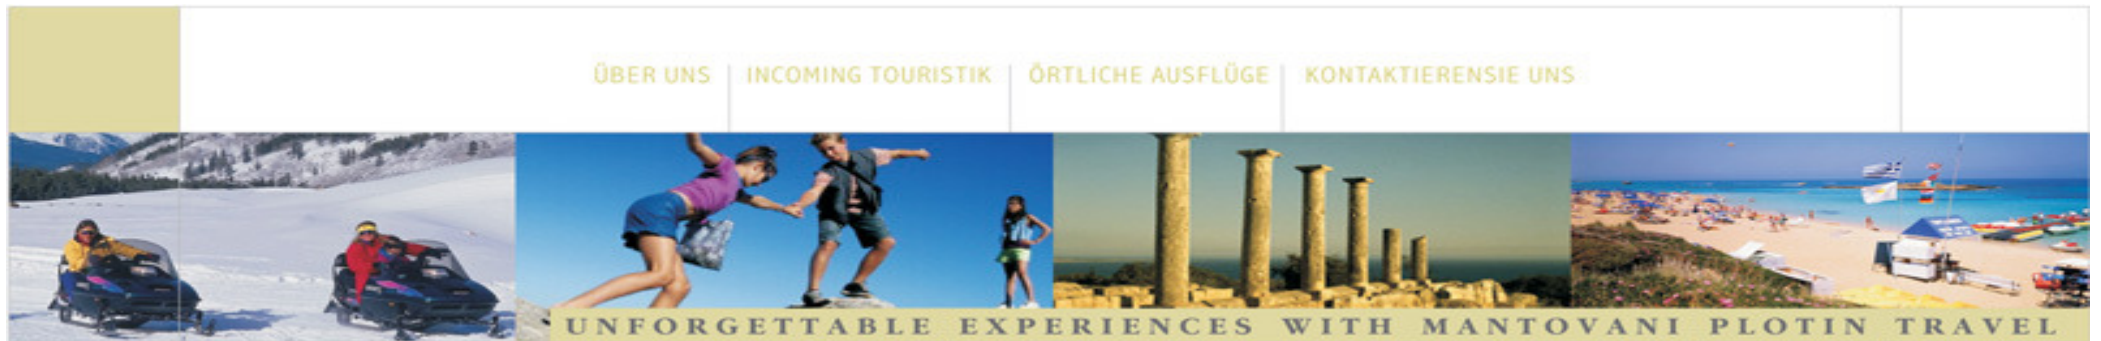 ÜBER UNS INCOMING TOURISTIK ÖRTLICHE AUSFLÜGE KONTAKTIERENSIE UNS
UNFORGETTABLE EXPERIENCES WITH MANTOVANI PLOTIN TRAVEL